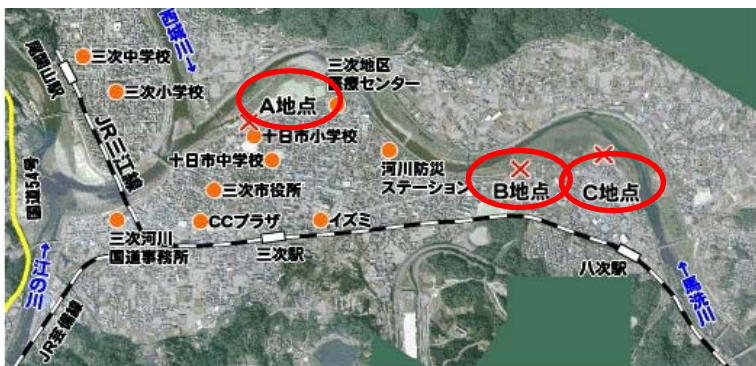 西城川→
尾関山駅
三次中学校
三次小学校
三次地区
医療センター
A地点
JR三江線
十日市小学校
国道54号
十日市中学校
河川防災
ステーション
B地点
C地点
三次市役所
三次河川
国道事務所
CCプラザ
イズミ
三次駅
八次駅
←馬洗川
←江の川
JR芸備線